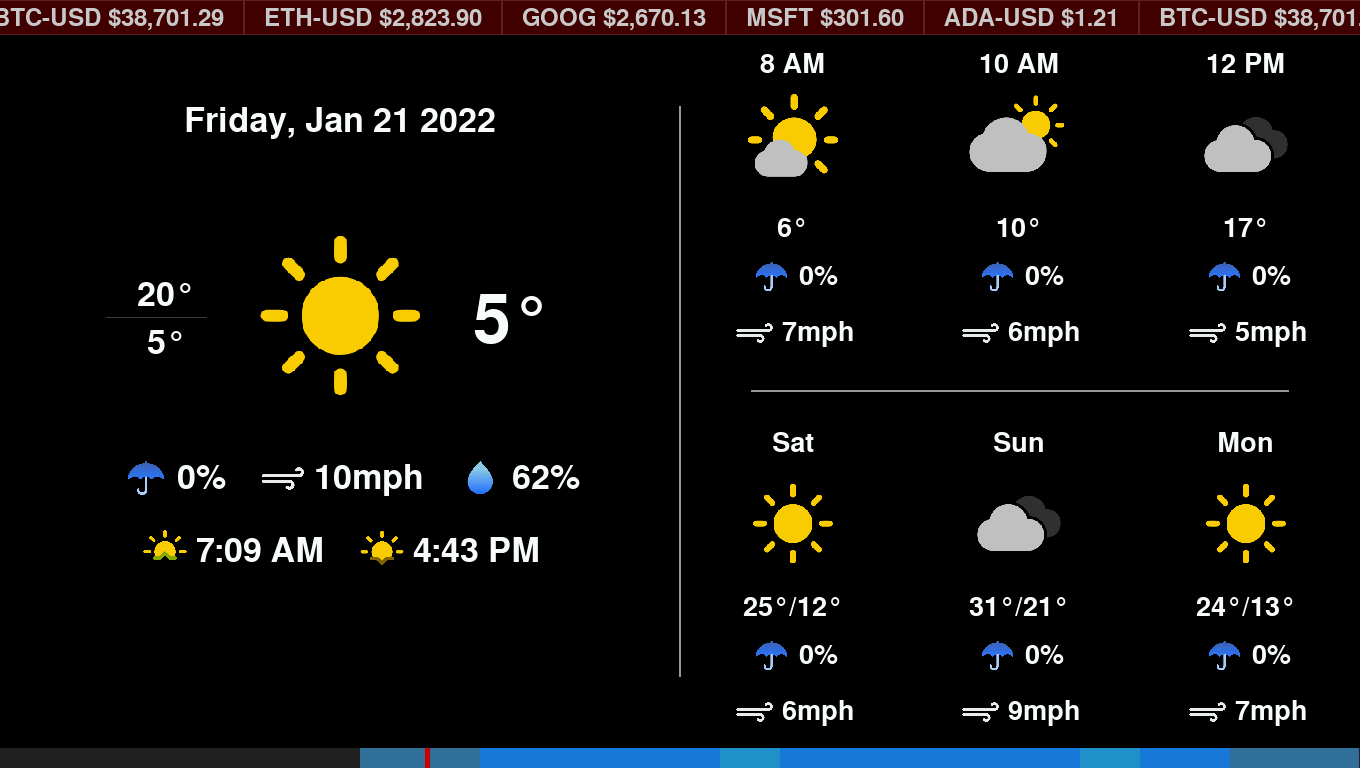 BTC-USD $38,701.29 ETH-USD $2,823.90 GOOG $2,670.13 MSFT $301.60 ADA-USD $1.21 BTC-USD $38,701.
Friday, Jan 21 2022
20°
5°
5°
0% 10mph 62%
7:09 AM 4:43 PM
8 AM 10 AM 12 PM
6° 10° 17°
0% 0% 0%
7mph 6mph 5mph
Sat Sun Mon
25°/12° 31°/21° 24°/13°
0% 0% 0%
6mph 9mph 7mph